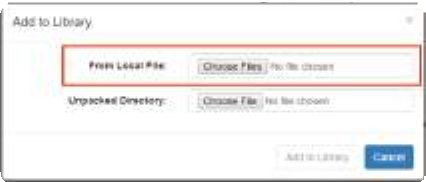 Add to Library ×
From Local File: Choose Files No file chosen
Unpacked Directory: Choose File No file chosen
Add to Library Cancel